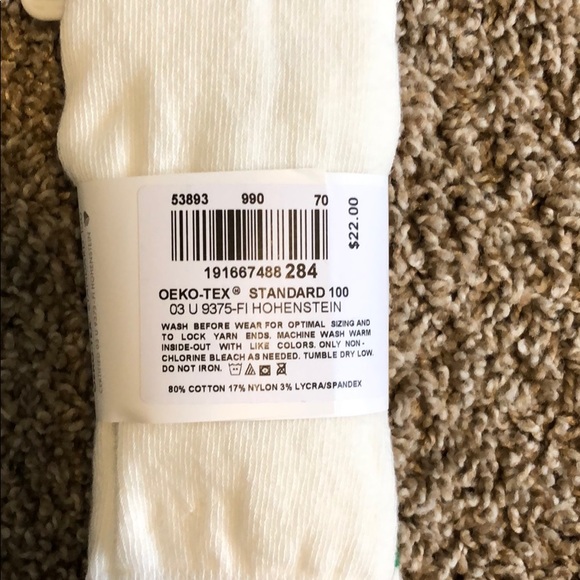 53893 990 70
191667488 284
$22.00
OEKO-TEX® STANDARD 100
03 U 9375-FI HOHENSTEIN
WASH BEFORE WEAR FOR OPTIMAL SIZING AND
TO LOCK YARN ENDS. MACHINE WASH WARM
INSIDE-OUT WITH LIKE COLORS. ONLY NON-
CHLORINE BLEACH AS NEEDED. TUMBLE DRY LOW.
DO NOT IRON.
80% COTTON 17% NYLON 3% LYCRA/SPANDEX